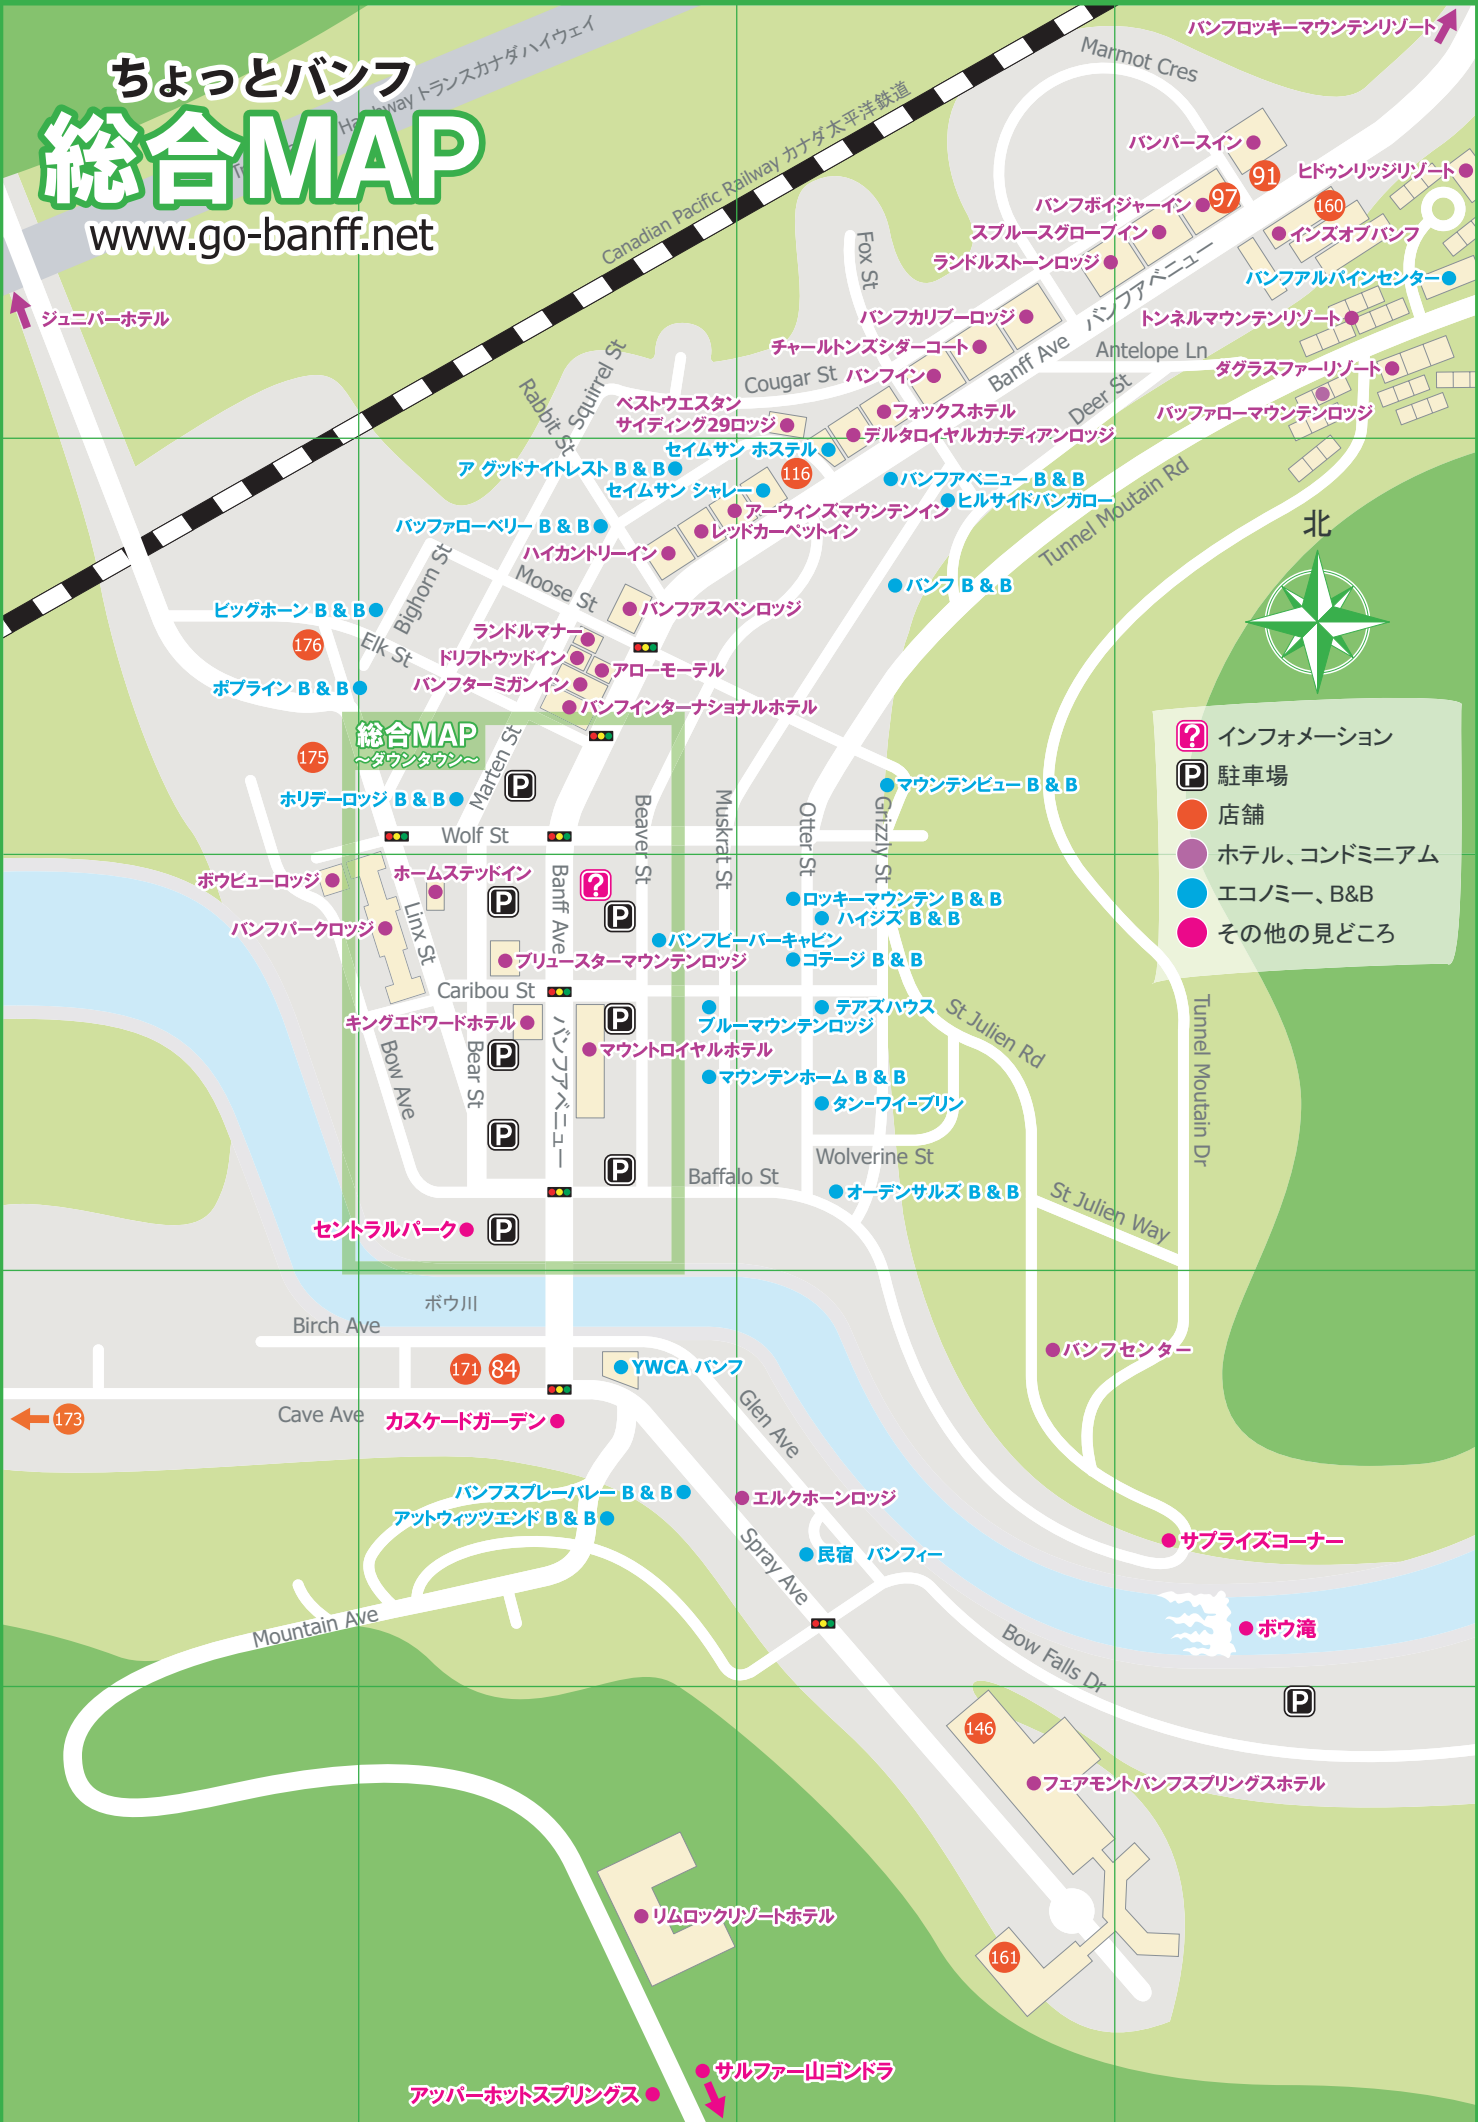 ちょっとバンフ
総合MAP
www.go-banff.net
トランスカナダハイウェイ
Canadian Pacific Railway カナダ太平洋鉄道
バンフロッキーマウンテンリゾート
Marmot Cres
バンパースイン
ヒドゥンリッジリゾート
91
97
160
バンフボイジャーイン
スプルースグローブイン
インズオブバンフ
ランドルストーンロッジ
バンフアルパインセンター
Fox St
バンフアベニュー
ジュニパーホテル
バンフカリブーロッジ
トンネルマウンテンリゾート
チャールトンズシダーコート
Banff Ave
Antelope Ln
ダグラスファーリゾート
Squirrel St
Rabbit St
Cougar St
バンフイン
Deer St
バッファローマウンテンロッジ
ベストウエスタン
サイディング29ロッジ
フォックスホテル
デルタロイヤルカナディアンロッジ
セイムサン ホステル
ア グッドナイトレスト B & B
116
バンフアベニュー B & B
セイムサン シャレー
ヒルサイドバンガロー
アーウィンズマウンテンイン
Tunnel Moutain Rd
バッファローベリー B & B
レッドカーペットイン
ハイカントリーイン
北
Bighorn St
Moose St
バンフ B & B
ビッグホーン B & B
バンフアスペンロッジ
176
Elk St
ランドルマナー
ドリフトウッドイン
アローモーテル
ポプライン B & B
バンフターミガンイン
バンフインターナショナルホテル
総合MAP
～ダウンタウン～
175
Marten St
P
ホリデーロッジ B & B
マウンテンビュー B & B
? インフォメーション
P 駐車場
店舗
ホテル、コンドミニアム
エコノミー、B&B
その他の見どころ
Wolf St
Beaver St
Muskrat St
Otter St
Grizzly St
ボウビューロッジ
ホームステッドイン
Banff Ave
?
P
P
ロッキーマウンテン B & B
ハイジズ B & B
バンフパークロッジ
Linx St
バンフビーバーキャビン
ブリュースターマウンテンロッジ
コテージ B & B
Caribou St
キングエドワードホテル
P
ブルーマウンテンロッジ
テアズハウス
St Julien Rd
Tunnel Moutain Dr
Bow Ave
Bear St
P
バンフアベニュー
マウントロイヤルホテル
マウンテンホーム B & B
タンｰワイｰブリン
P
P
Wolverine St
Baffalo St
オーデンサルズ B & B
St Julien Way
セントラルパーク
P
ボウ川
Birch Ave
バンフセンター
171
84
YWCA バンフ
173
Cave Ave
カスケードガーデン
Glen Ave
バンフスプレーバレー B & B
エルクホーンロッジ
アットウィッツエンド B & B
サプライズコーナー
Spray Ave
民宿 バンフィー
Mountain Ave
ボウ滝
Bow Falls Dr
P
146
フェアモントバンフスプリングスホテル
リムロックリゾートホテル
161
サルファー山ゴンドラ
アッパーホットスプリングス